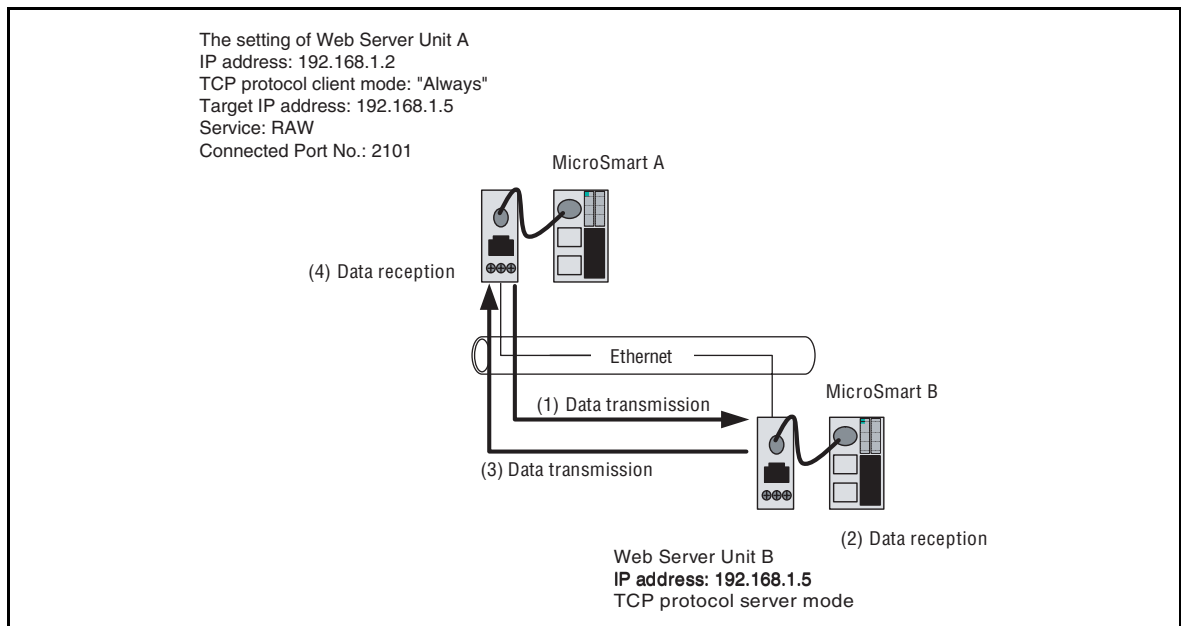 The setting of Web Server Unit A
IP address: 192.168.1.2
TCP protocol client mode: "Always"
Target IP address: 192.168.1.5
Service: RAW
Connected Port No.: 2101
MicroSmart A
(4) Data reception
Ethernet
MicroSmart B
(1) Data transmission
(3) Data transmission
(2) Data reception
Web Server Unit B
IP address: 192.168.1.5
TCP protocol server mode